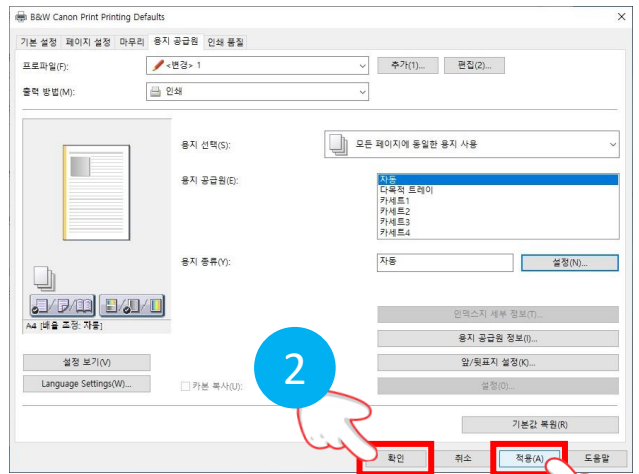 B&W Canon Print Printing Defaults
기본 설정 페이지 설정 마무리 용지 공급원 인쇄 품질
프로파일(F): <변경> 1 추가(1)... 편집(2)...
출력 방법(M): 인쇄
용지 선택(S): 모든 페이지에 동일한 용지 사용
용지 공급원(E): 자동
다목적 트레이
카세트1
카세트2
카세트3
카세트4
용지 종류(Y): 자동 설정(N)...
A4 [배율 조정: 자동]
인덱스지 세부 정보(T)...
용지 공급원 정보(I)...
설정 보기(V) 앞/뒷표지 설정(K)...
Language Settings(W)... 카본 복사(U): 설정(O)...
2
기본값 복원(R)
확인 취소 적용(A) 도움말